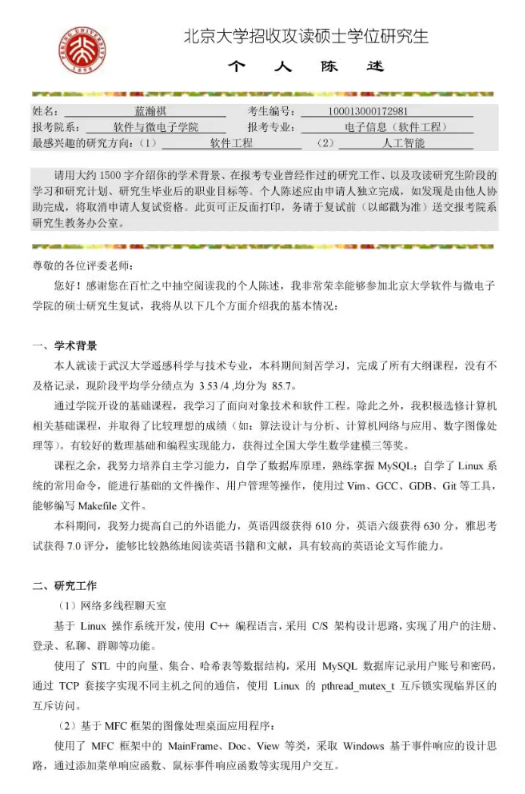 北京大学招收攻读硕士学位研究生
个 人 陈 述
姓名： 蓝瀚祺 考生编号： 100013000172981
报考院系： 软件与微电子学院 报考专业： 电子信息（软件工程）
最感兴趣的研究方向：（1） 软件工程 （2） 人工智能
请用大约 1500 字介绍你的学术背景、在报考专业曾经作过的研究工作、以及攻读研究生阶段的
学习和研究计划、研究生毕业后的职业目标等。个人陈述应由申请人独立完成，如发现是由他人协
助完成，将取消申请人复试资格。此页可正反面打印，务请于复试前（以邮戳为准）送交报考院系
研究生教务办公室。
尊敬的各位评委老师：
您好！感谢您在百忙之中抽空阅读我的个人陈述，我非常荣幸能够参加北京大学软件与微电子
学院的硕士研究生复试，我将从以下几个方面介绍我的基本情况：
一、学术背景
本人就读于武汉大学遥感科学与技术专业，本科期间刻苦学习，完成了所有大纲课程，没有不
及格记录，现阶段平均学分绩点为 3.53 /4 ,均分为 85.7。
通过学院开设的基础课程，我学习了面向对象技术和软件工程。除此之外，我积极选修计算机
相关基础课程，并取得了比较理想的成绩（如：算法设计与分析、计算机网络与应用、数字图像处
理等），有较好的数理基础和编程实现能力，获得过全国大学生数学建模三等奖。
课程之余，我努力培养自主学习能力，自学了数据库原理，熟练掌握 MySQL；自学了 Linux 系
统的常用命令，能进行基础的文件操作、用户管理等操作，使用过 Vim、GCC、GDB、Git 等工具，
能够编写 Makefile 文件。
本科期间，我努力提高自己的外语能力，英语四级获得 610 分，英语六级获得 630 分，雅思考
试获得 7.0 评分，能够比较熟练地阅读英语书籍和文献，具有较高的英语论文写作能力。
二、研究工作
（1）网络多线程聊天室
基于 Linux 操作系统开发，使用 C++ 编程语言，采用 C/S 架构设计思路，实现了用户的注册、
登录、私聊、群聊等功能。
使用了 STL 中的向量、集合、哈希表等数据结构，采用 MySQL 数据库记录用户账号和密码，
通过 TCP 套接字实现不同主机之间的通信，使用 Linux 的 pthread_mutex_t 互斥锁实现临界区的
互斥访问。
（2）基于 MFC 框架的图像处理桌面应用程序：
使用了 MFC 框架中的 MainFrame、Doc、View 等类，采取 Windows 基于事件响应的设计思
路，通过添加菜单响应函数、鼠标事件响应函数等实现用户交互。